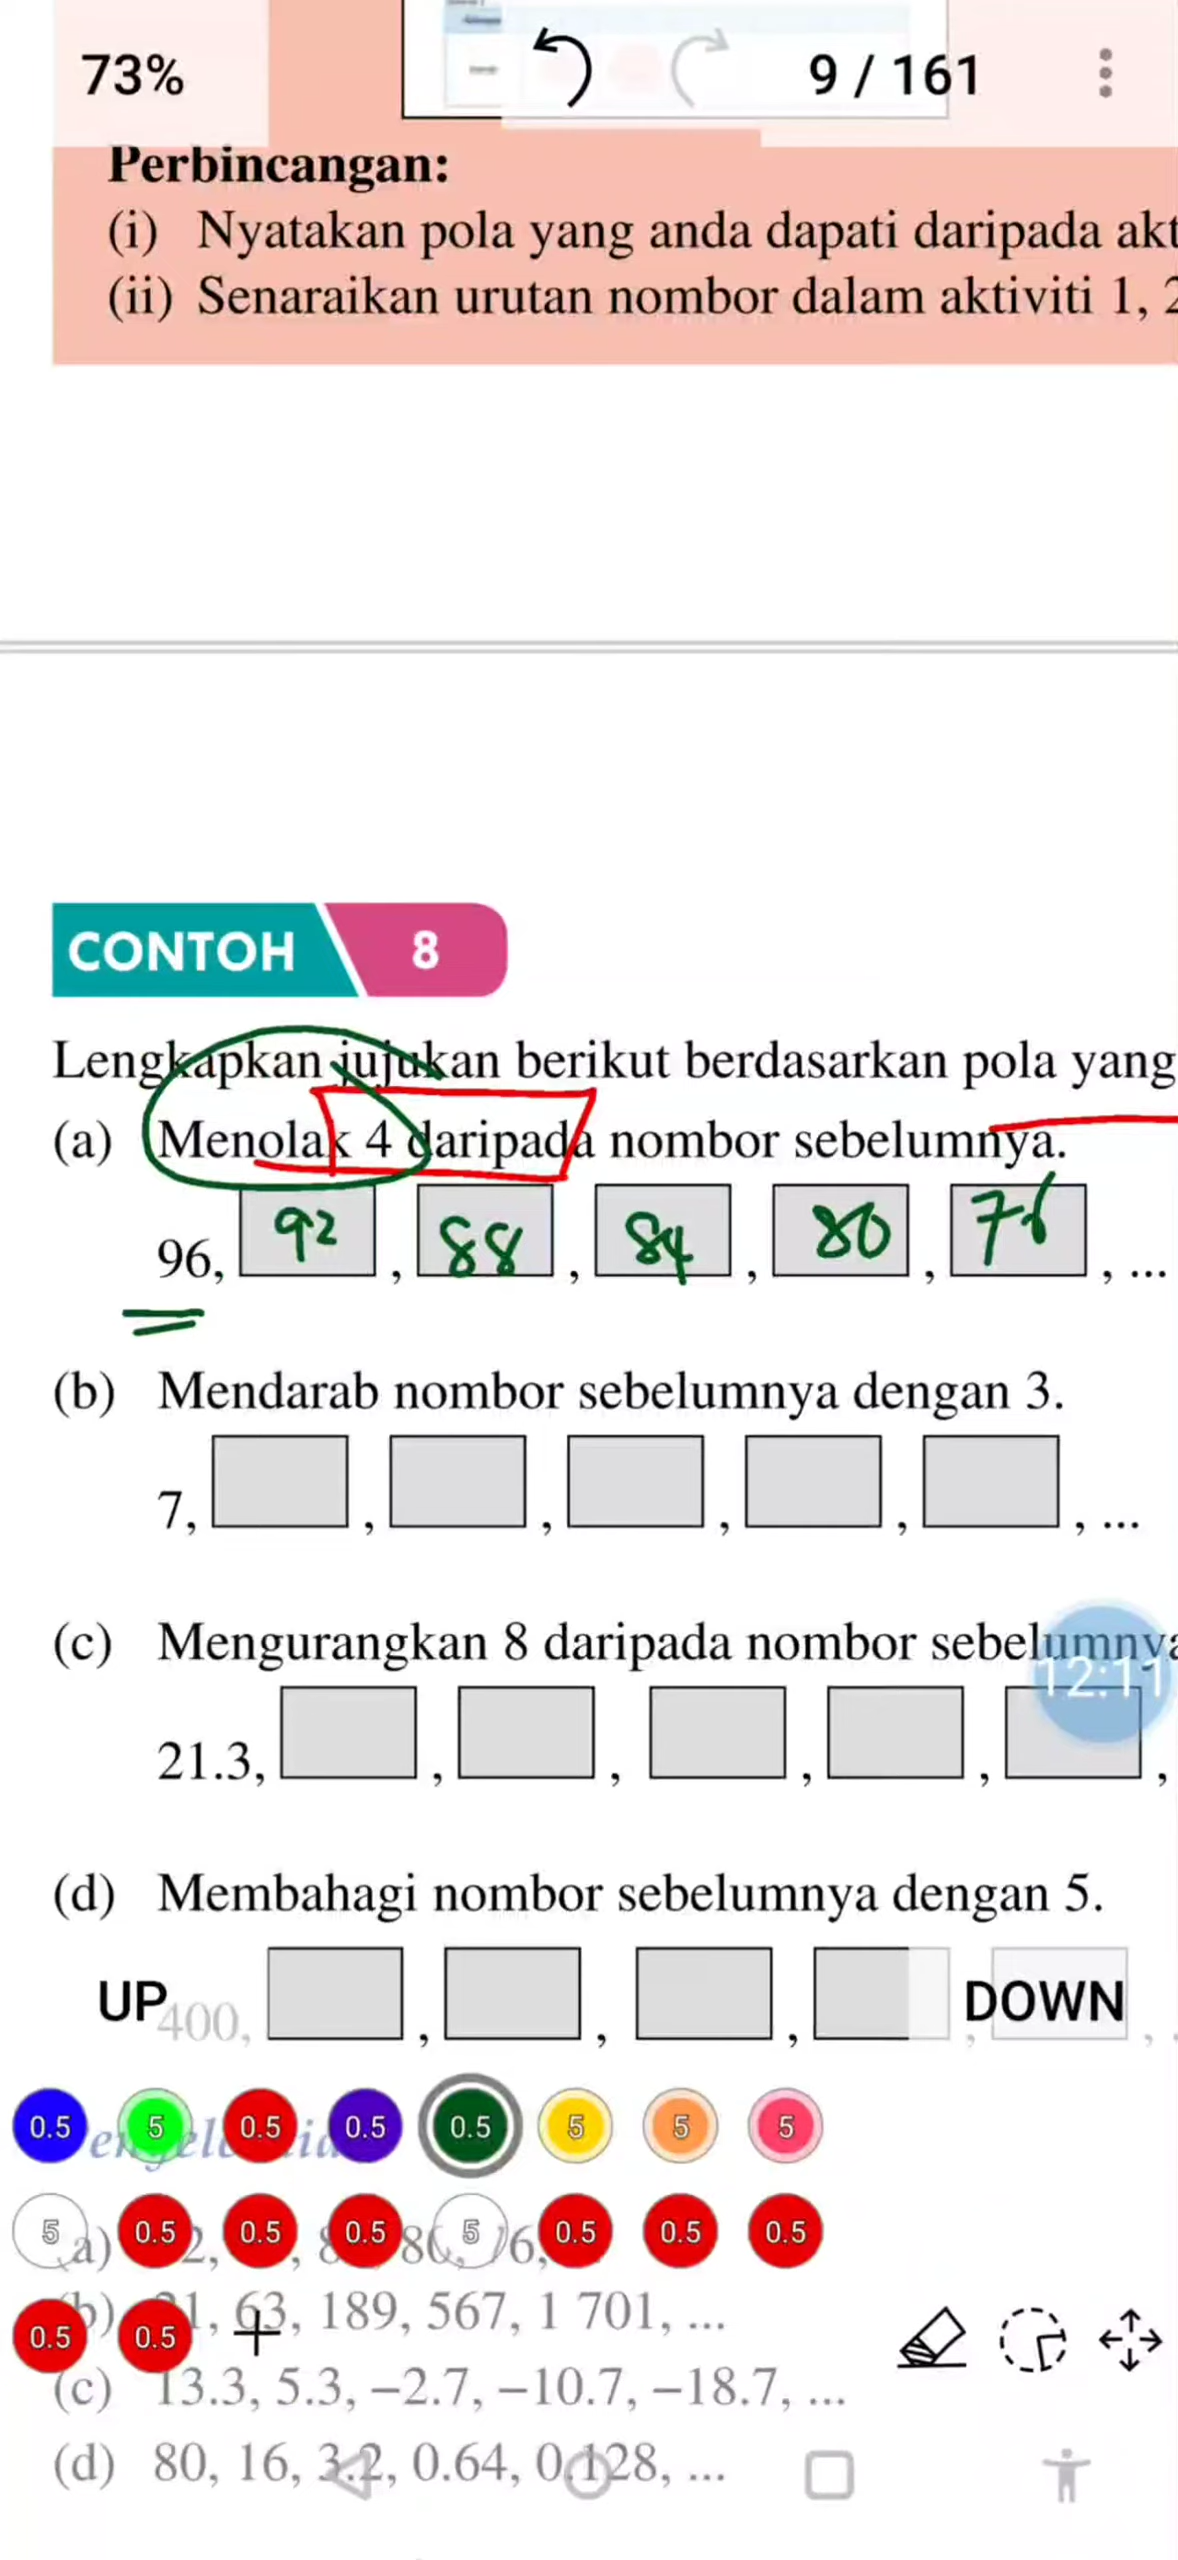 73%
9 / 161
Perbincangan:
(i) Nyatakan pola yang anda dapati daripada akt
(ii) Senaraikan urutan nombor dalam aktiviti 1, 2
CONTOH 8
Lengkapkan jujukan berikut berdasarkan pola yang
(a) Menolak 4 daripada nombor sebelumnya.
96, 92, 88, 84, 80, 76, ...
(b) Mendarab nombor sebelumnya dengan 3.
7, , , , , , ...
(c) Mengurangkan 8 daripada nombor sebelumnya
12:11
21.3, , , , , ,
(d) Membahagi nombor sebelumnya dengan 5.
UP 400, , , , , DOWN ,
0.5 5 0.5 0.5 0.5 5 5 5
5 0.5 0.5 0.5 5 0.5 0.5 0.5
a) 2, 80, 76,
0.5 0.5
b) 21, 63, 189, 567, 1 701, ...
(c) 13.3, 5.3, −2.7, −10.7, −18.7, ...
(d) 80, 16, 3.2, 0.64, 0.128, ...